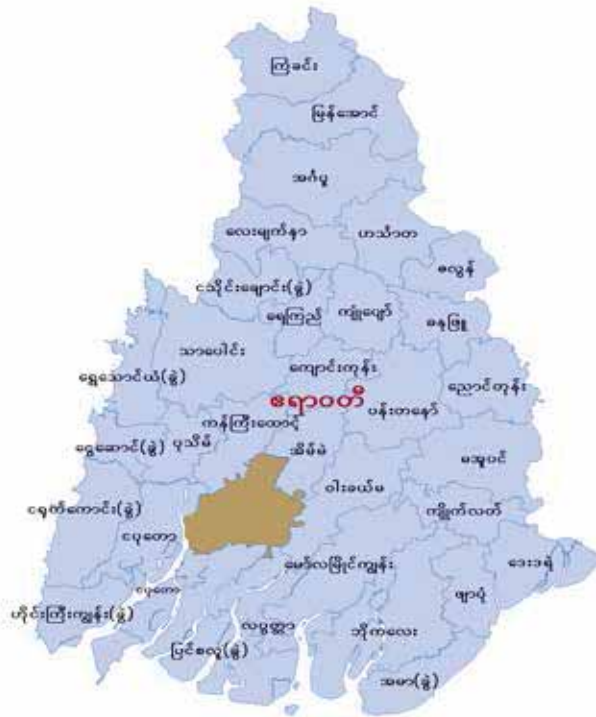 ကြံခင်း
မြန်အောင်
အင်္ဂပူ
လေးမျက်နှာ
ဟင်္သာတ
ဇလွန်
ငသိုင်းချောင်း(ခွဲ)
ရေကြည်
ကျုံပျော်
ဓနုဖြူ
သာပေါင်း
ကျောင်းကုန်း
ရွှေသောင်ယံ(ခွဲ)
ညောင်တုန်း
ဧရာဝတီ
ပန်းတနော်
ကန်ကြီးထောင့်
ငွေဆောင်(ခွဲ)
ပုသိမ်
အိမ်မဲ
မအူပင်
ဝါးခယ်မ
ငရုတ်ကောင်း(ခွဲ)
ကျိုက်လတ်
ငပုတော
မော်လမြိုင်ကျွန်း
ဒေးဒရဲ
ငပုတော
ဖျာပုံ
ဟိုင်းကြီးကျွန်း(ခွဲ)
လပွတ္တာ
ဘိုကလေး
ပြင်စလူ(ခွဲ)
အမာ(ခွဲ)